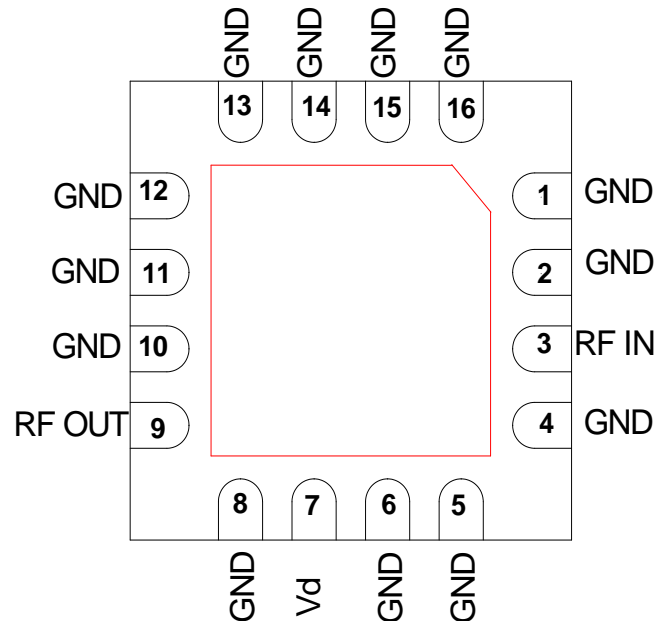 GND GND GND GND
13 14 15 16
GND 12 1 GND
GND 11 2 GND
GND 10 3 RF IN
RF OUT 9 4 GND
8 7 6 5
GND Vd GND GND